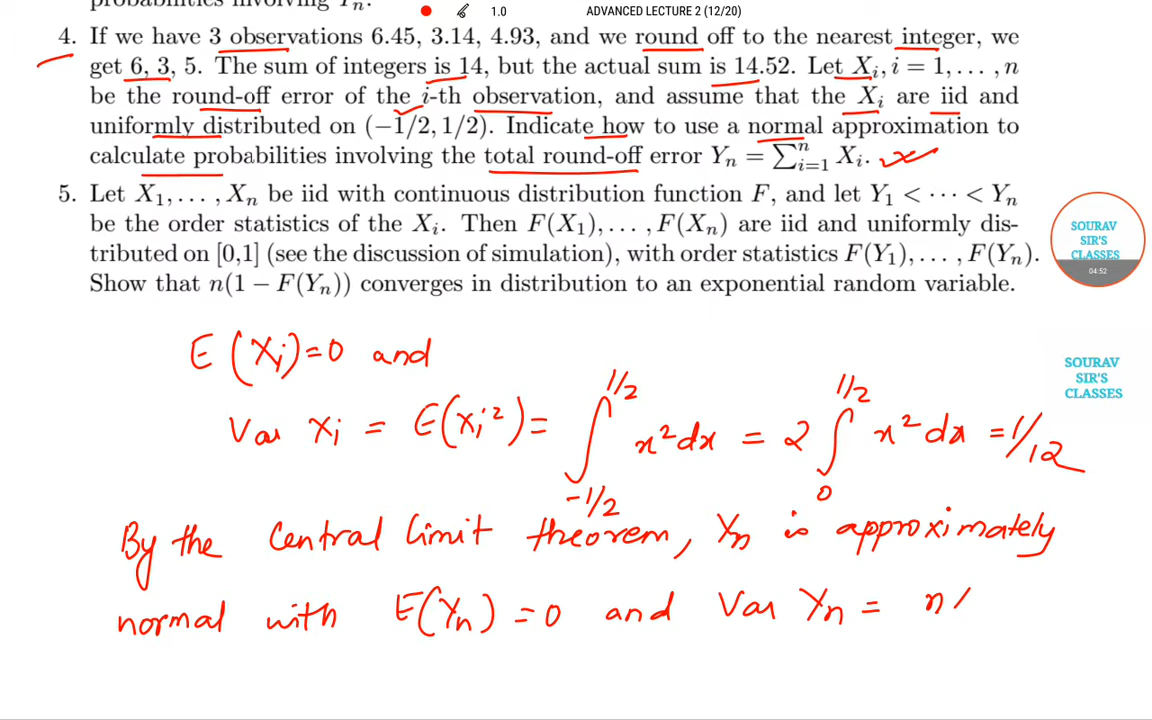 probabilities involving Yn.
1.0
ADVANCED LECTURE 2 (12/20)
4. If we have 3 observations 6.45, 3.14, 4.93, and we round off to the nearest integer, we
get 6, 3, 5. The sum of integers is 14, but the actual sum is 14.52. Let Xi, i = 1, . . . , n
be the round-off error of the i-th observation, and assume that the Xi are iid and
uniformly distributed on (−1/2, 1/2). Indicate how to use a normal approximation to
calculate probabilities involving the total round-off error Yn = ∑ⁿᵢ₌₁ Xi.
5. Let X1, . . . , Xn be iid with continuous distribution function F, and let Y1 < · · · < Yn
be the order statistics of the Xi. Then F(X1), . . . , F(Xn) are iid and uniformly dis-
tributed on [0,1] (see the discussion of simulation), with order statistics F(Y1), . . . , F(Yn).
Show that n(1 − F(Yn)) converges in distribution to an exponential random variable.
SOURAV
SIR'S
CLASSES
04:52
E(Xi)=0 and
Var Xi = E(Xi²) = ∫_{-1/2}^{1/2} x²dx = 2 ∫_0^{1/2} x²dx = 1/12
SOURAV
SIR'S
CLASSES
By the Central limit theorem, Yn is approximately
normal with E(Yn) = 0 and Var Yn = n/